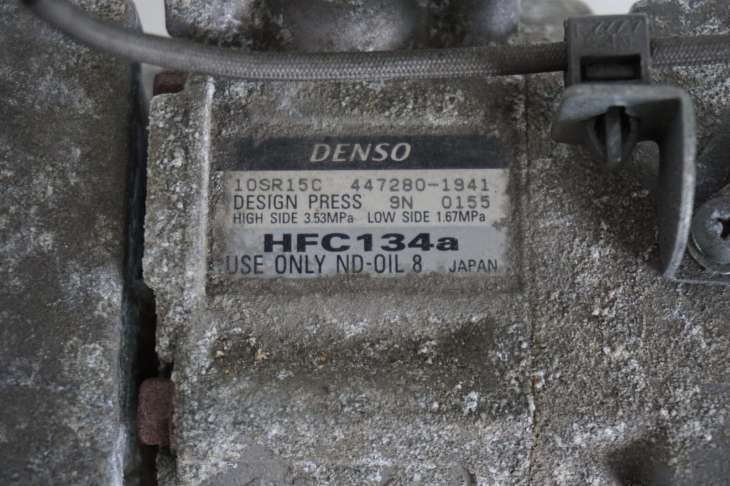 DENSO
10SR15C 447280-1941
DESIGN PRESS 9N 0155
HIGH SIDE 3.53MPa LOW SIDE 1.67MPa
HFC134a
USE ONLY ND-OIL 8 JAPAN